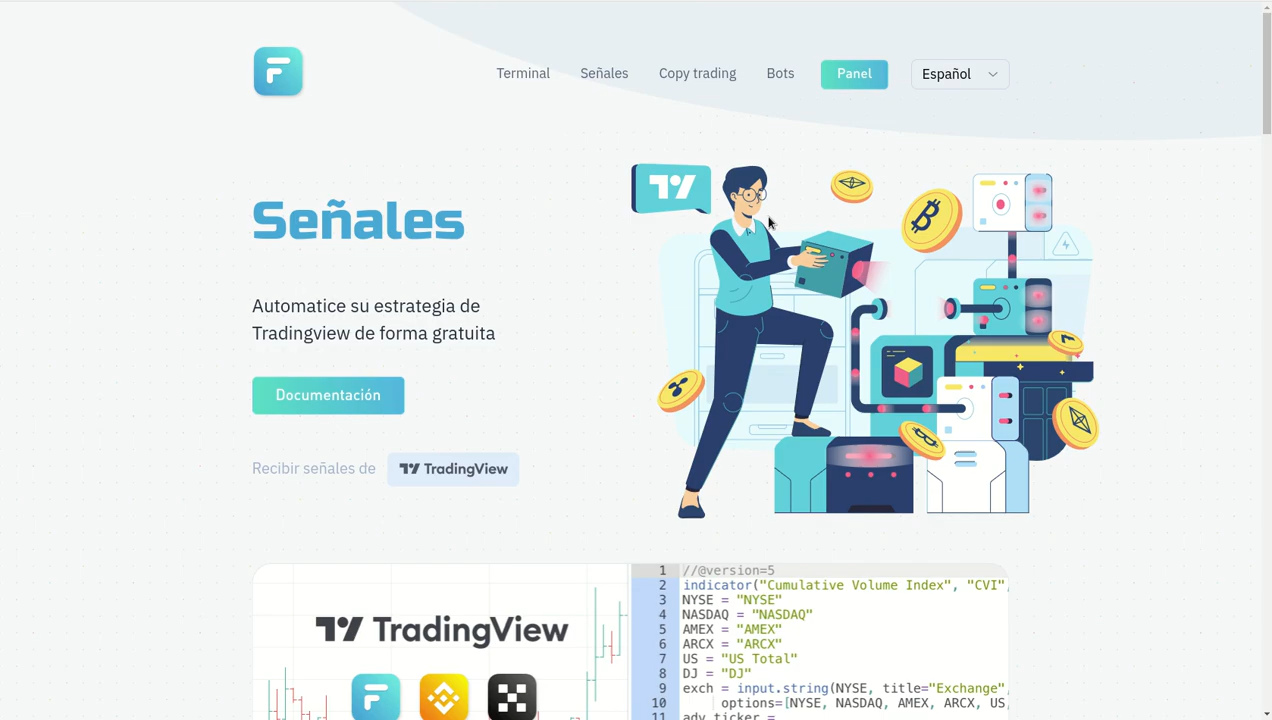 Terminal
Señales
Copy trading
Bots
Panel
Español
Señales
Automatice su estrategia de
Tradingview de forma gratuita
Documentación
Recibir señales de
TradingView
TradingView
1 //@version=5
2 indicator("Cumulative Volume Index", "CVI",
3 NYSE = "NYSE"
4 NASDAQ = "NASDAQ"
5 AMEX = "AMEX"
6 ARCX = "ARCX"
7 US = "US Total"
8 DJ = "DJ"
9 exch = input.string(NYSE, title="Exchange",
10 options=[NYSE, NASDAQ, AMEX, ARCX, US
11 adv_ticker =